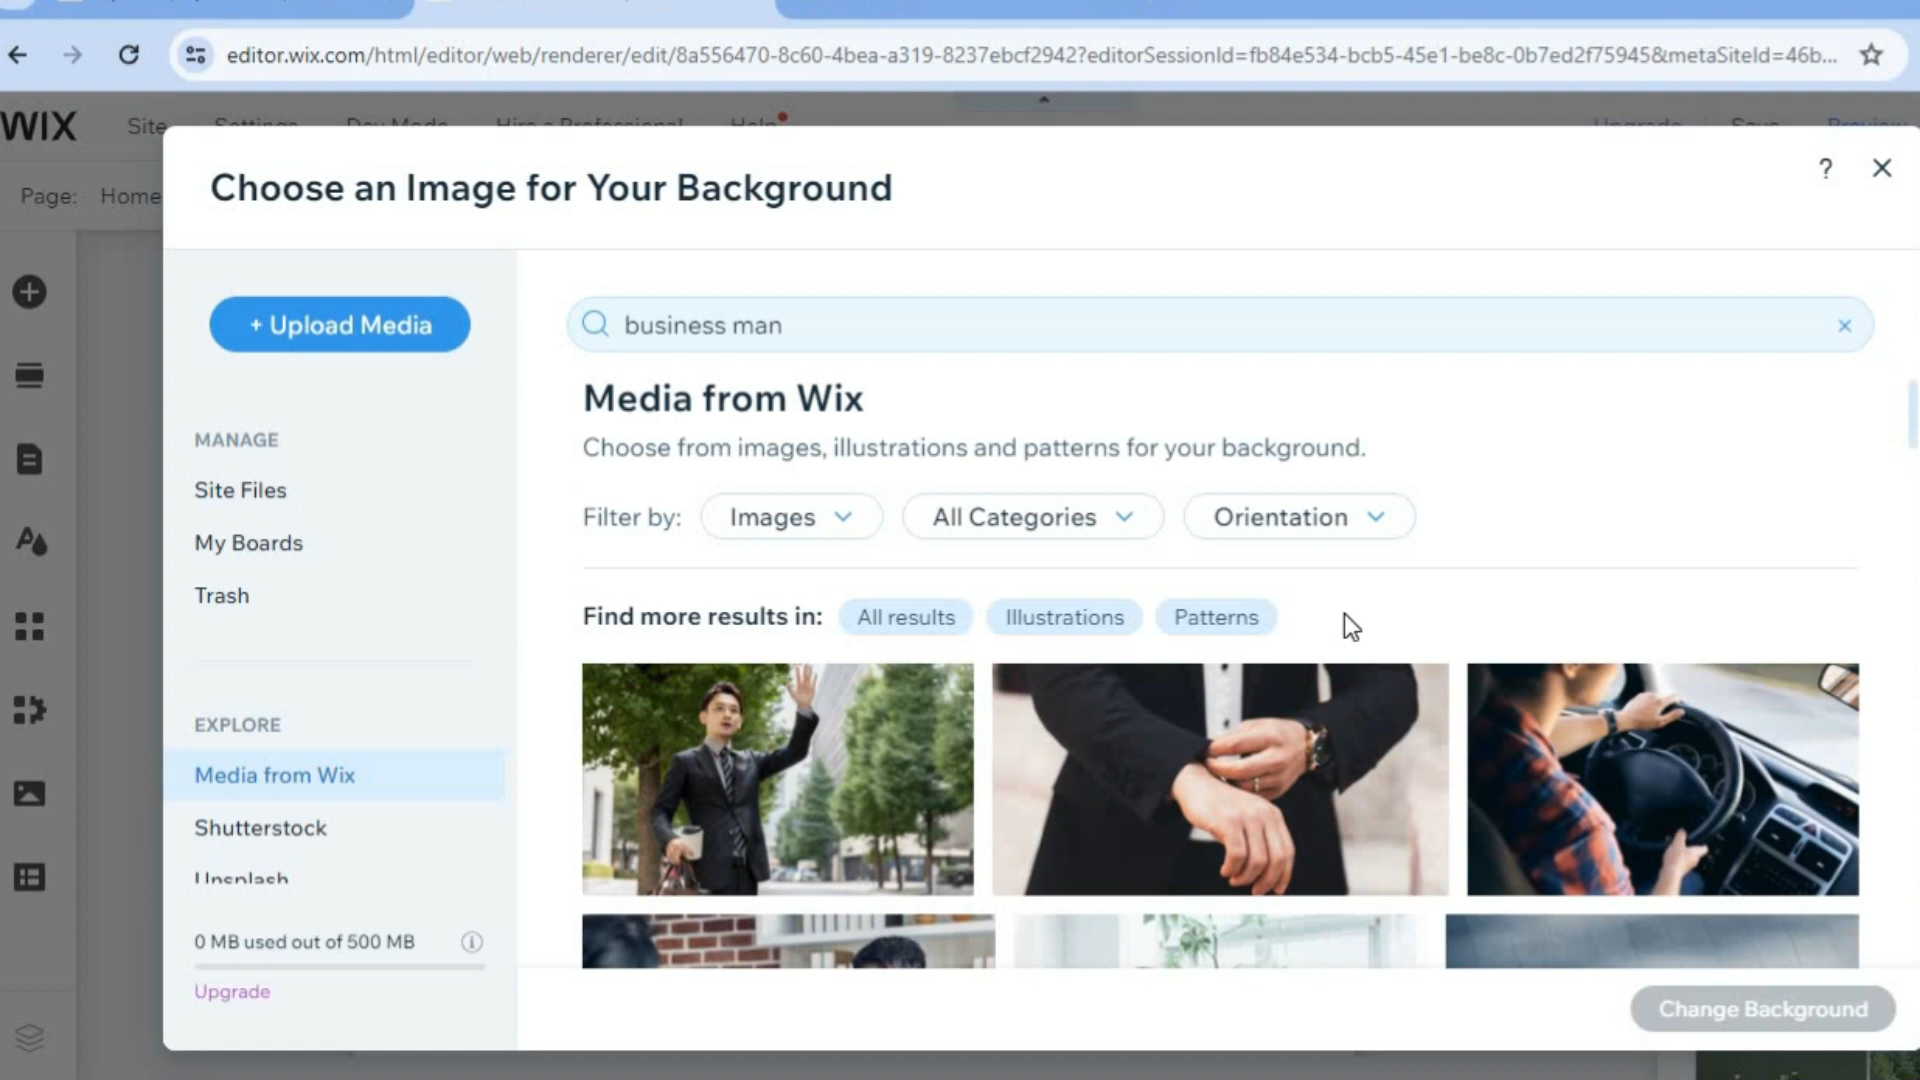 editor.wix.com/html/editor/web/renderer/edit/8a556470-8c60-4bea-a319-8237ebcf2942?editorSessionId=fb84e534-bcb5-45e1-be8c-0b7ed2f75945&metaSiteId=46b...
WIX Site Settings Dev Mode Hire a Professional Help Upgrade Save Preview
Page: Home
Choose an Image for Your Background
?
+ Upload Media
business man
Media from Wix
Choose from images, illustrations and patterns for your background.
MANAGE
Site Files
My Boards
Trash
Filter by: Images All Categories Orientation
Find more results in: All results Illustrations Patterns
EXPLORE
Media from Wix
Shutterstock
Unsplash
0 MB used out of 500 MB
Upgrade
Change Background